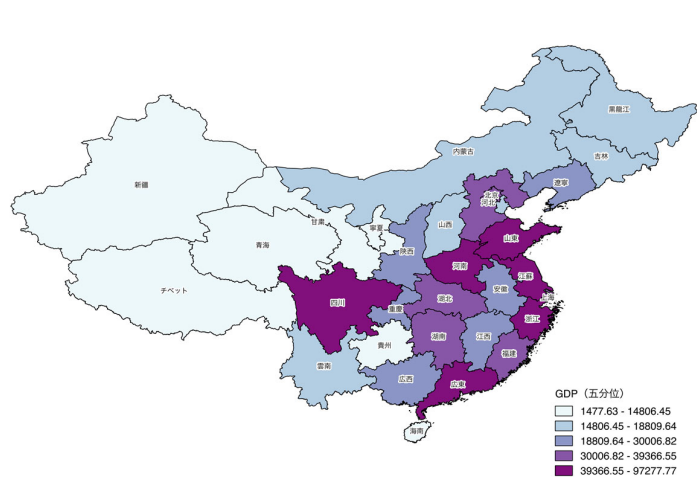 黒龍江
内蒙古
吉林
新疆
遼寧
北京
河北
甘粛
寧夏
山西
青海
陝西
山東
河南
江蘇
チベット
安徽
上海
四川
湖北
重慶
浙江
湖南
江西
貴州
福建
雲南
広西
広東
海南
GDP（五分位）
1477.63 - 14806.45
14806.45 - 18809.64
18809.64 - 30006.82
30006.82 - 39366.55
39366.55 - 97277.77